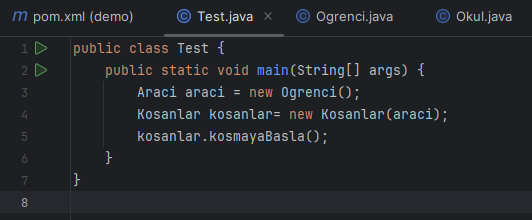 pom.xml (demo) Test.java Ogrenci.java Okul.java
1 public class Test {
2 public static void main(String[] args) {
3 Araci araci = new Ogrenci();
4 Kosanlar kosanlar= new Kosanlar(araci);
5 kosanlar.kosmayaBasla();
6 }
7 }
8